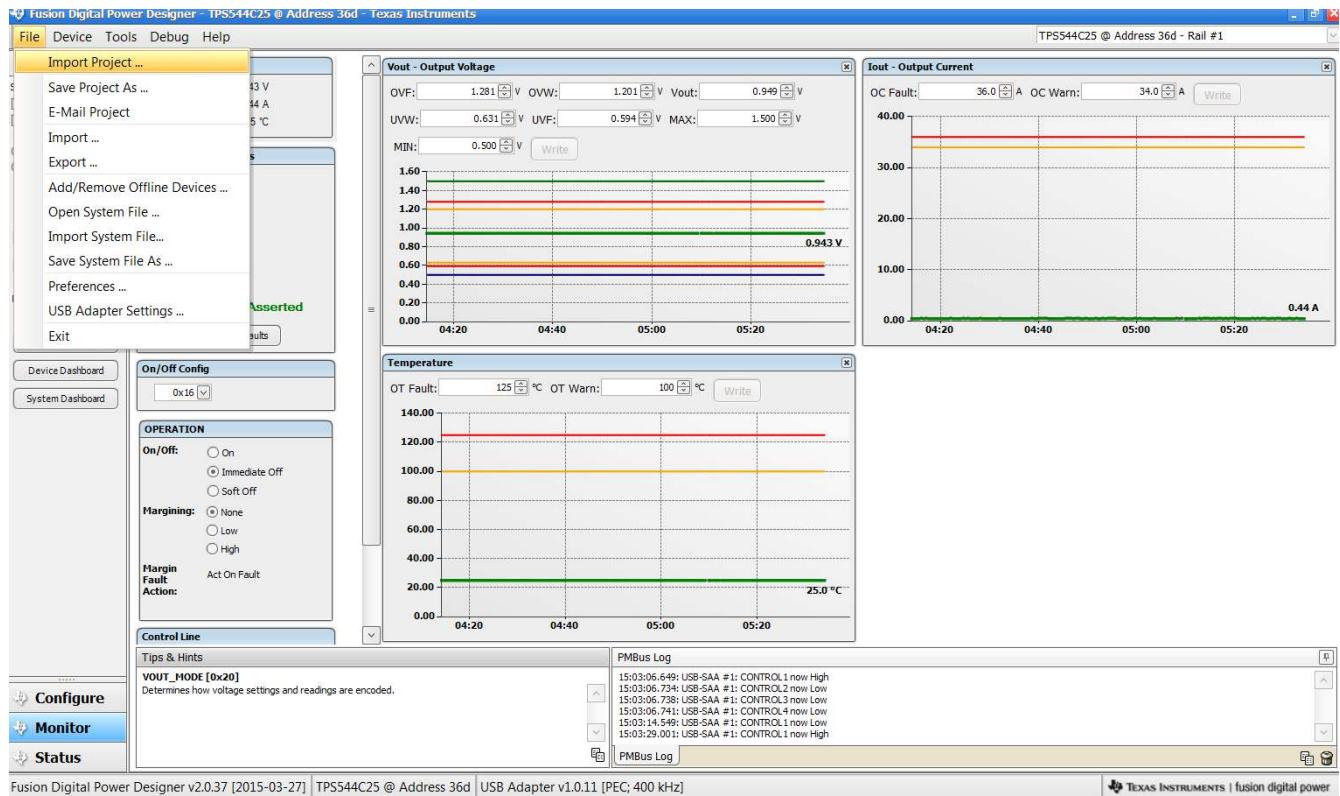 Fusion Digital Power Designer - TPS544C25 @ Address 36d - Texas Instruments
File Device Tools Debug Help
TPS544C25 @ Address 36d - Rail #1
Import Project ...
Save Project As ...
E-Mail Project
Import ...
Export ...
Add/Remove Offline Devices ...
Open System File ...
Import System File...
Save System File As ...
Preferences ...
USB Adapter Settings ...
Exit
Device Dashboard
System Dashboard
43 V
44 A
5 °C
s
Asserted
aults
On/Off Config
0x16
OPERATION
On/Off:
On
Immediate Off
Soft Off
Margining:
None
Low
High
Margin Fault Action:
Act On Fault
Control Line
Vout - Output Voltage
OVF: 1.281 V OVW: 1.201 V Vout: 0.949 V
UVW: 0.631 V UVF: 0.594 V MAX: 1.500 V
MIN: 0.500 V Write
1.60
1.40
1.20
1.00
0.80
0.60
0.40
0.20
0.00
0.943 V
04:20 04:40 05:00 05:20
Iout - Output Current
OC Fault: 36.0 A OC Warn: 34.0 A Write
40.00
30.00
20.00
10.00
0.00
0.44 A
04:20 04:40 05:00 05:20
Temperature
OT Fault: 125 °C OT Warn: 100 °C Write
140.00
120.00
100.00
80.00
60.00
40.00
20.00
0.00
25.0 °C
04:20 04:40 05:00 05:20
Configure
Monitor
Status
Tips & Hints
VOUT_MODE [0x20]
Determines how voltage settings and readings are encoded.
PMBus Log
15:03:06.649: USB-SAA #1: CONTROL1 now High
15:03:06.734: USB-SAA #1: CONTROL2 now Low
15:03:06.738: USB-SAA #1: CONTROL3 now Low
15:03:06.741: USB-SAA #1: CONTROL4 now Low
15:03:14.549: USB-SAA #1: CONTROL1 now Low
15:03:29.001: USB-SAA #1: CONTROL1 now High
PMBus Log
Fusion Digital Power Designer v2.0.37 [2015-03-27] TPS544C25 @ Address 36d USB Adapter v1.0.11 [PEC; 400 kHz]
TEXAS INSTRUMENTS | fusion digital power